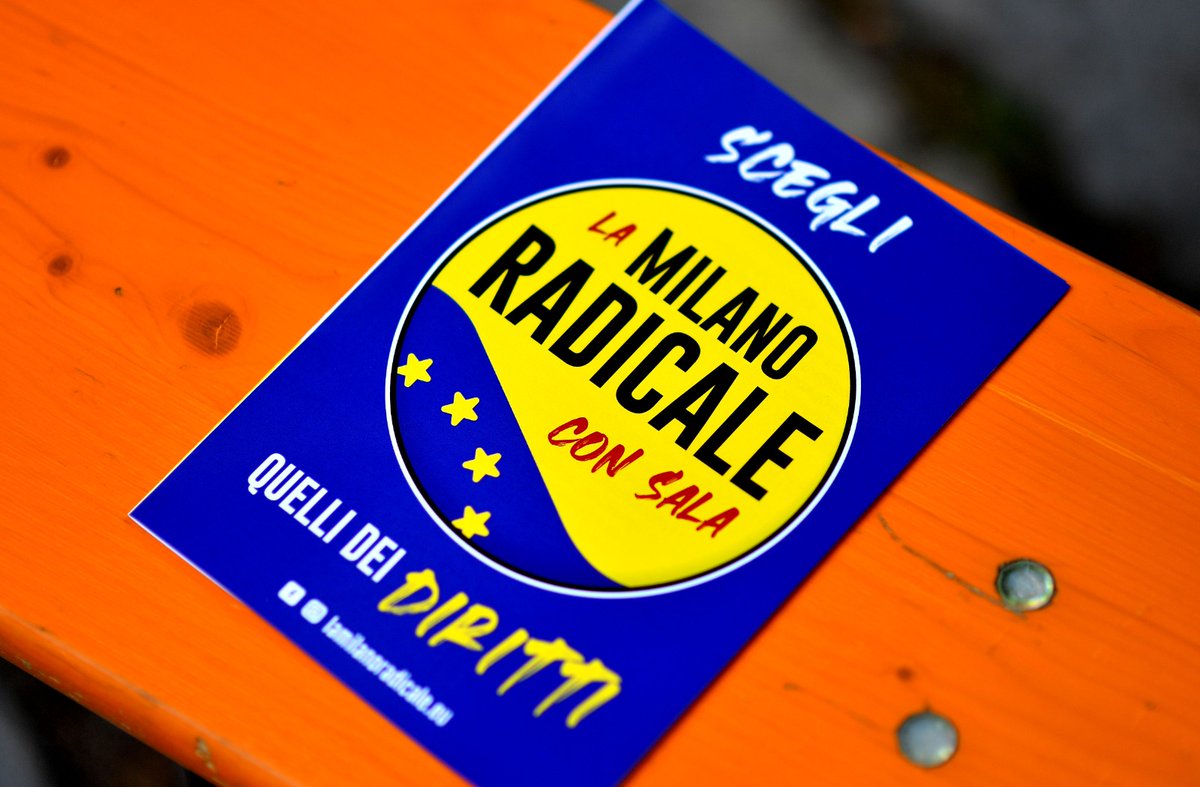 SCEGLI
LA MILANO
RADICALE
CON SALA
QUELLI DEI DIRITTI
lamilanoradicale.eu